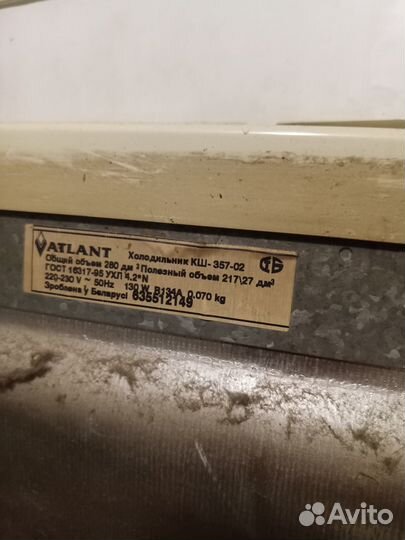 ATLANT Холодильник КШ- 357-02
Общий объем 280 дм³ Полезный объем 217\27 дм³
ГОСТ 16317-95 УХЛ 4.2* N
220-230 V ~ 50Hz 130 W R134A 0.070 kg
Зроблена ў Беларусі 635512149
Avito